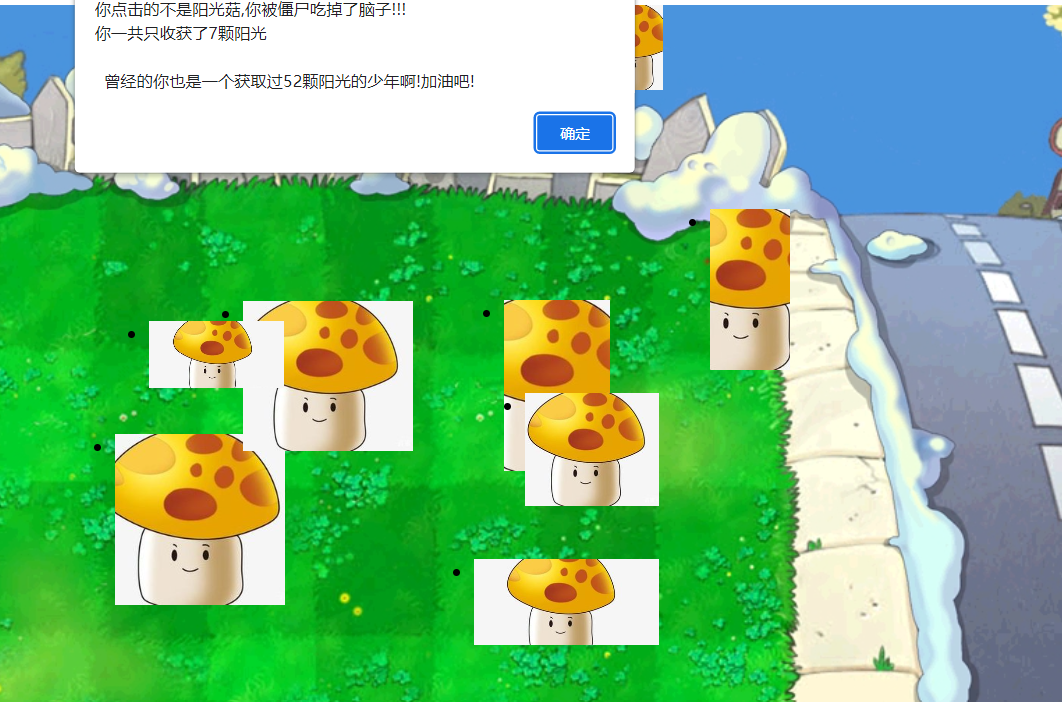 你点击的不是阳光菇,你被僵尸吃掉了脑子!!!
你一共只收获了7颗阳光
曾经的你也是一个获取过52颗阳光的少年啊!加油吧!
确定